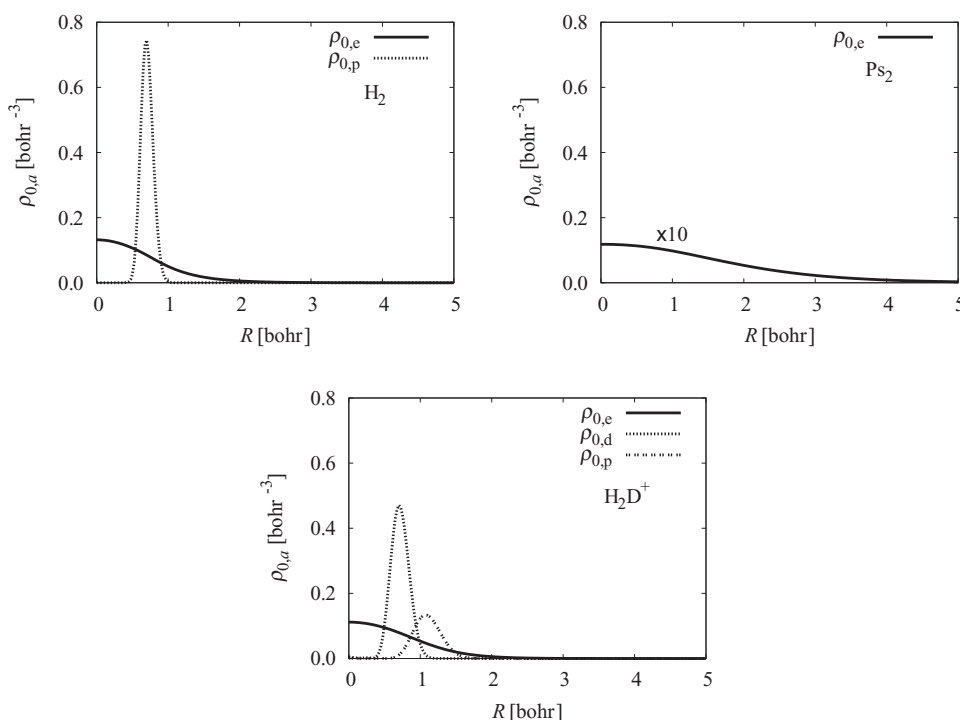 ρ0,a [bohr -3]
0.8
0.6
0.4
0.2
0.0
0 1 2 3 4 5
R [bohr]
ρ0,e
ρ0,p
H2
ρ0,a [bohr -3]
0.8
0.6
0.4
0.2
0.0
0 1 2 3 4 5
R [bohr]
ρ0,e
Ps2
x10
ρ0,a [bohr -3]
0.8
0.6
0.4
0.2
0.0
0 1 2 3 4 5
R [bohr]
ρ0,e
ρ0,d
ρ0,p
H2D+